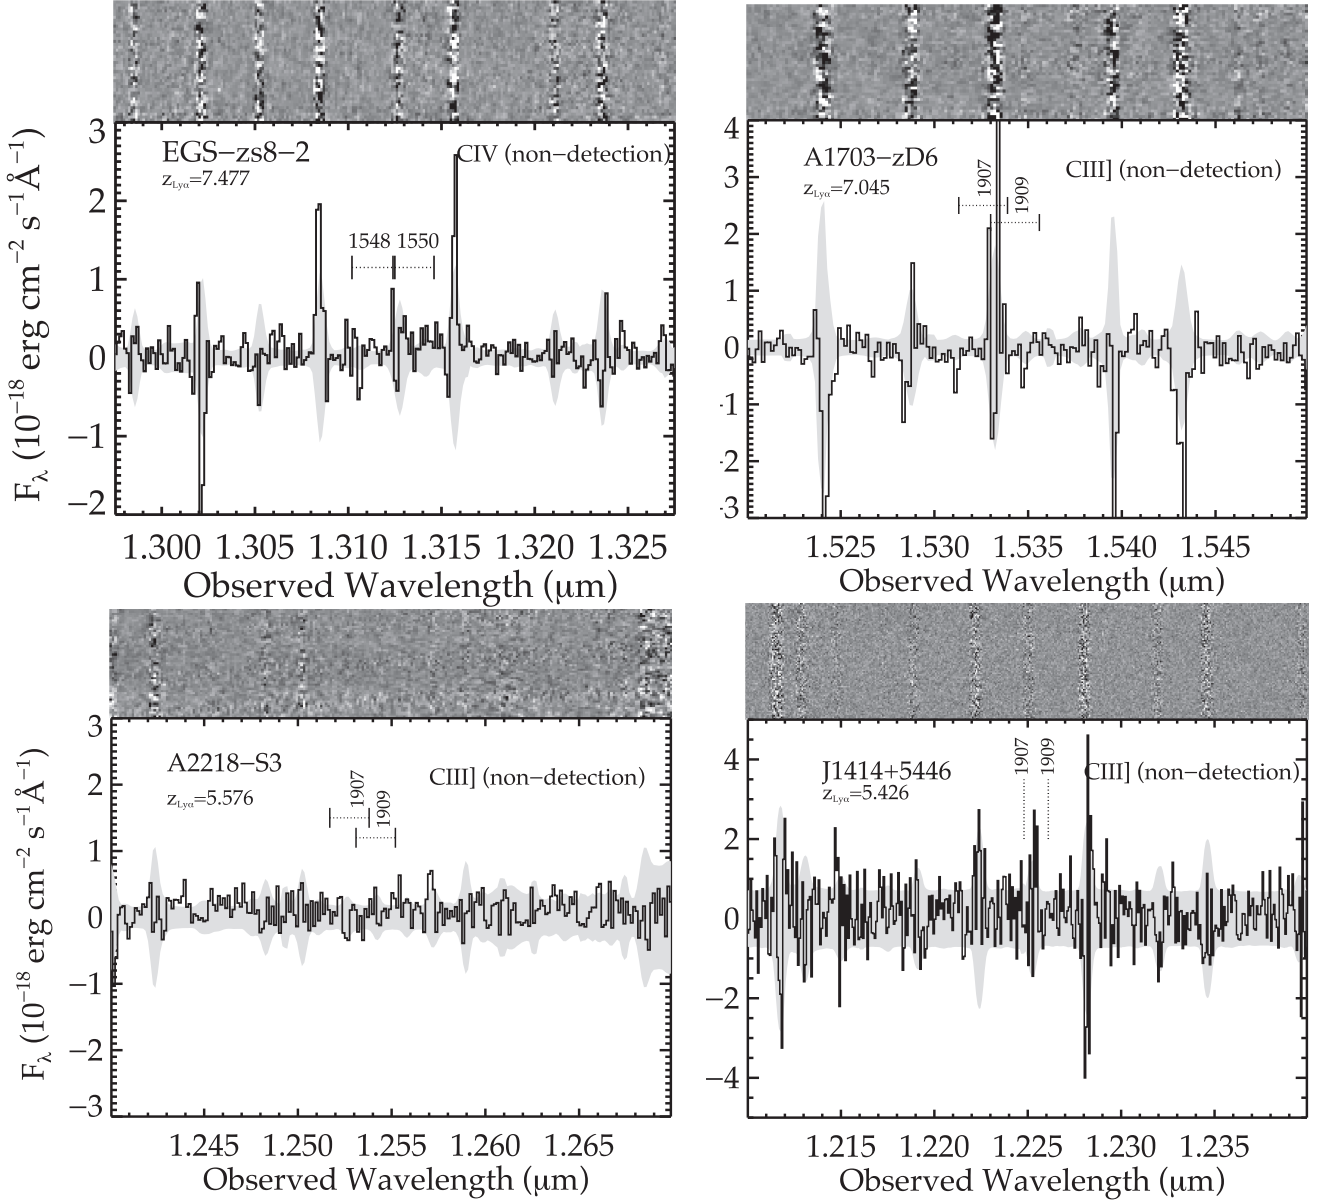 EGS−zs8−2
z_Lyα=7.477
CIV (non−detection)
1548 1550
3
2
1
0
−1
−2
F_λ (10^−18 erg cm^−2 s^−1 Å^−1)
1.300 1.305 1.310 1.315 1.320 1.325
Observed Wavelength (μm)
A1703−zD6
z_Lyα=7.045
CIII] (non−detection)
1907
1909
4
3
2
1
0
-1
-2
-3
1.525 1.530 1.535 1.540 1.545
Observed Wavelength (μm)
A2218−S3
z_Lyα=5.576
CIII] (non−detection)
1907
1909
3
2
1
0
−1
−2
−3
F_λ (10^−18 erg cm^−2 s^−1 Å^−1)
1.245 1.250 1.255 1.260 1.265
Observed Wavelength (μm)
J1414+5446
z_Lyα=5.426
CIII] (non−detection)
1907
1909
4
2
0
−2
−4
1.215 1.220 1.225 1.230 1.235
Observed Wavelength (μm)